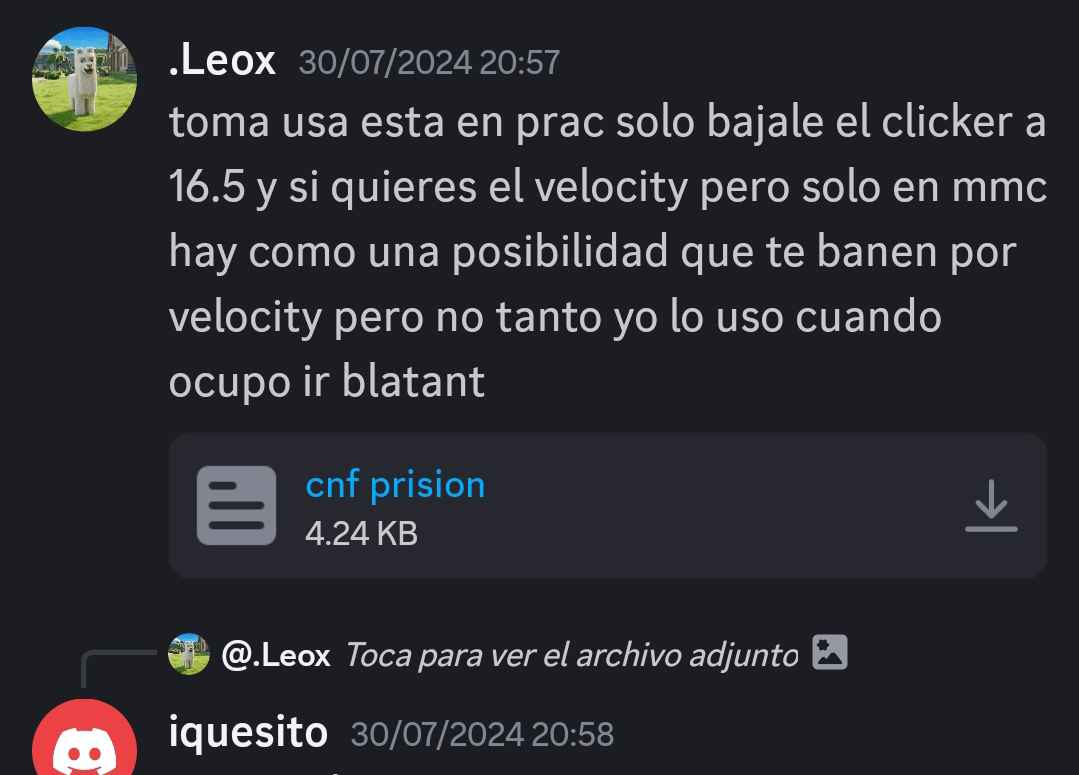 .Leox 30/07/2024 20:57
toma usa esta en prac solo bajale el clicker a
16.5 y si quieres el velocity pero solo en mmc
hay como una posibilidad que te banen por
velocity pero no tanto yo lo uso cuando
ocupo ir blatant
cnf prision
4.24 KB
@.Leox Toca para ver el archivo adjunto
iquesito 30/07/2024 20:58